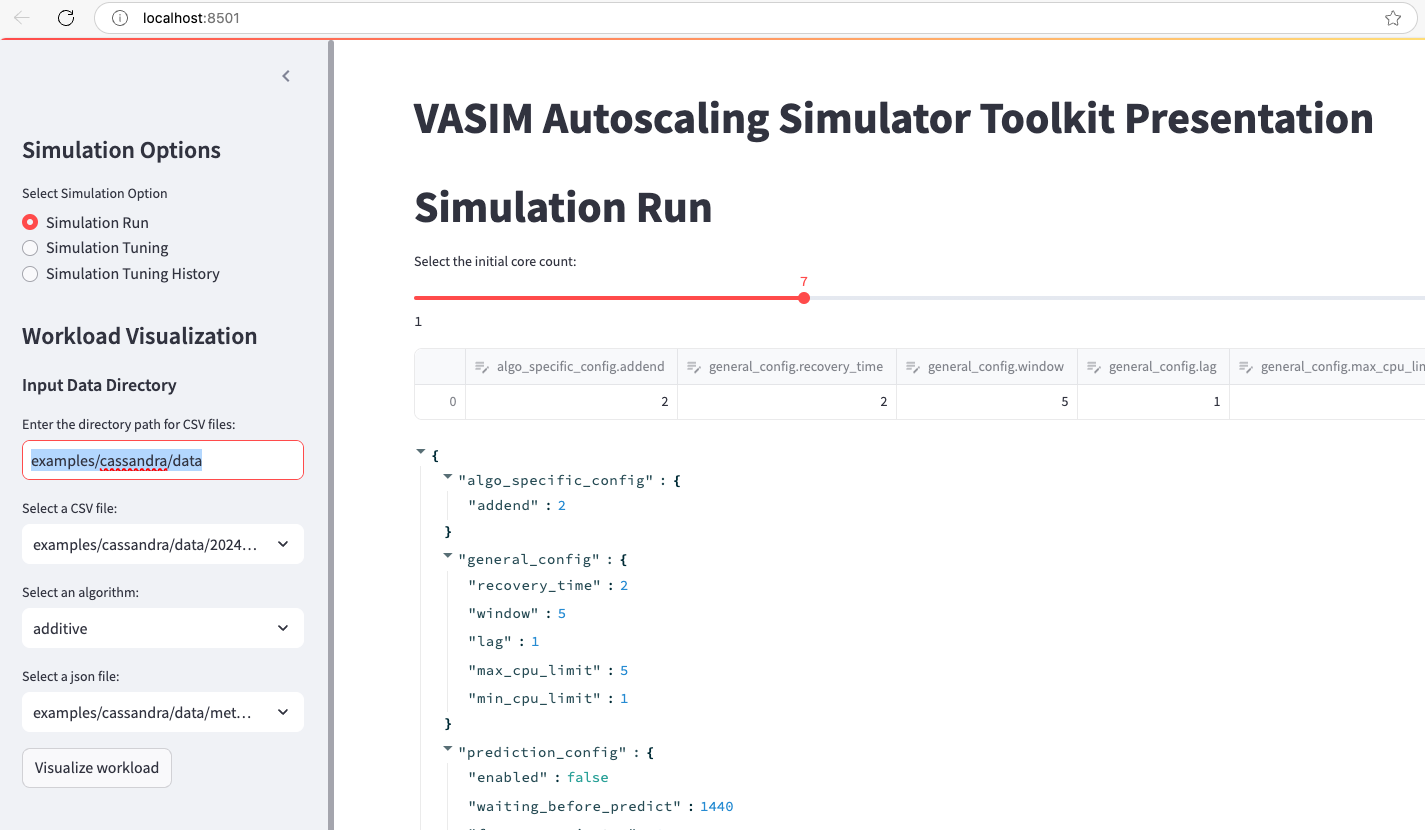 localhost:8501
Simulation Options
Select Simulation Option
Simulation Run
Simulation Tuning
Simulation Tuning History
Workload Visualization
Input Data Directory
Enter the directory path for CSV files:
examples/cassandra/data
Select a CSV file:
examples/cassandra/data/2024...
Select an algorithm:
additive
Select a json file:
examples/cassandra/data/met...
Visualize workload
VASIM Autoscaling Simulator Toolkit Presentation
Simulation Run
Select the initial core count:
7
1
algo_specific_config.addend general_config.recovery_time general_config.window general_config.lag general_config.max_cpu_lin
0 2 2 5 1
{
"algo_specific_config" : {
"addend" : 2
}
"general_config" : {
"recovery_time" : 2
"window" : 5
"lag" : 1
"max_cpu_limit" : 5
"min_cpu_limit" : 1
}
"prediction_config" : {
"enabled" : false
"waiting_before_predict" : 1440